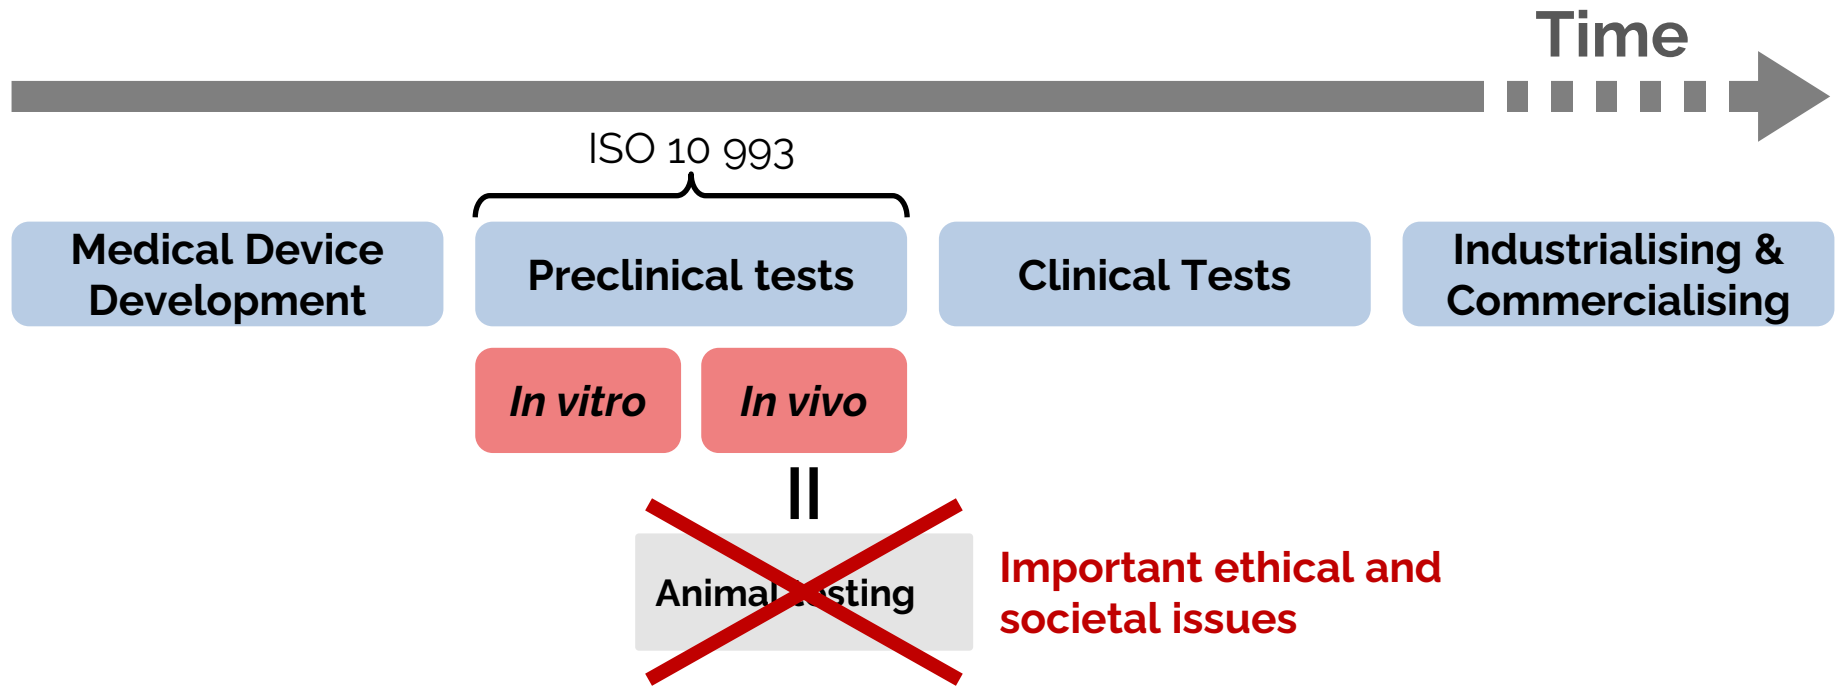 Time
ISO 10 993
Medical Device
Development
Preclinical tests
Clinical Tests
Industrialising &
Commercialising
In vitro
In vivo
Animal testing
Important ethical and
societal issues